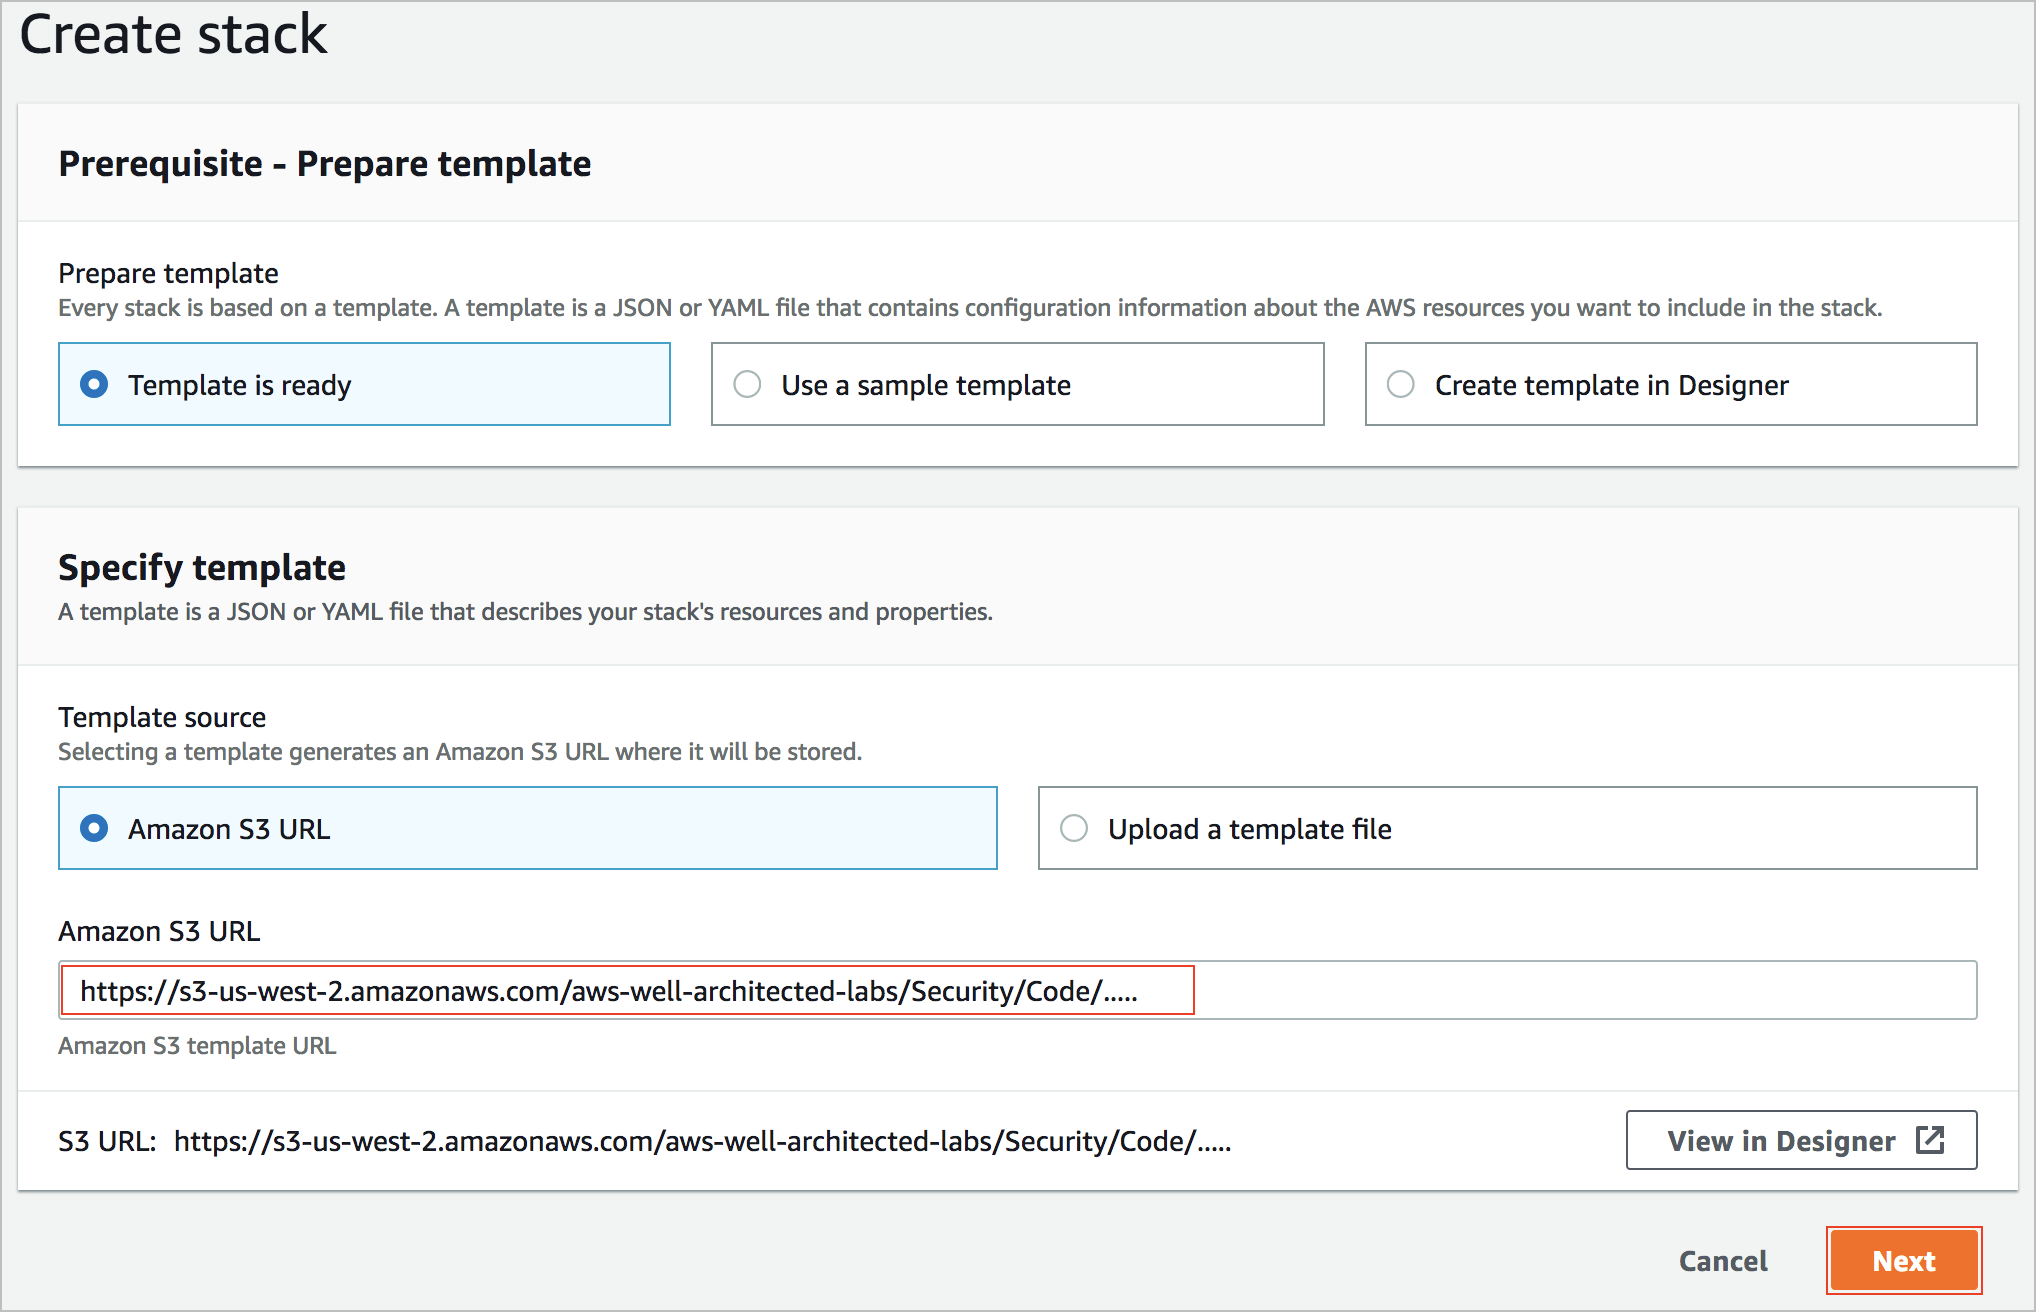 Create stack
Prerequisite - Prepare template
Prepare template
Every stack is based on a template. A template is a JSON or YAML file that contains configuration information about the AWS resources you want to include in the stack.
Template is ready
Use a sample template
Create template in Designer
Specify template
A template is a JSON or YAML file that describes your stack's resources and properties.
Template source
Selecting a template generates an Amazon S3 URL where it will be stored.
Amazon S3 URL
Upload a template file
Amazon S3 URL
https://s3-us-west-2.amazonaws.com/aws-well-architected-labs/Security/Code/.....
Amazon S3 template URL
S3 URL: https://s3-us-west-2.amazonaws.com/aws-well-architected-labs/Security/Code/.....
View in Designer
Cancel
Next